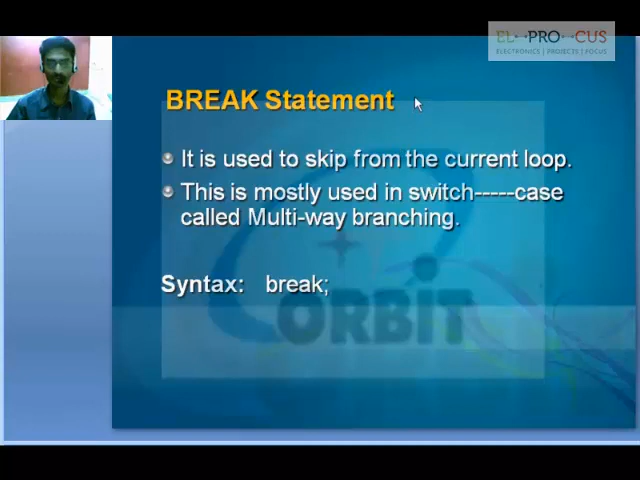 EL PRO CUS
ELECTRONICS | PROJECTS | FOCUS
BREAK Statement
It is used to skip from the current loop.
This is mostly used in switch-----case
called Multi-way branching.
Syntax: break;
ORBIT